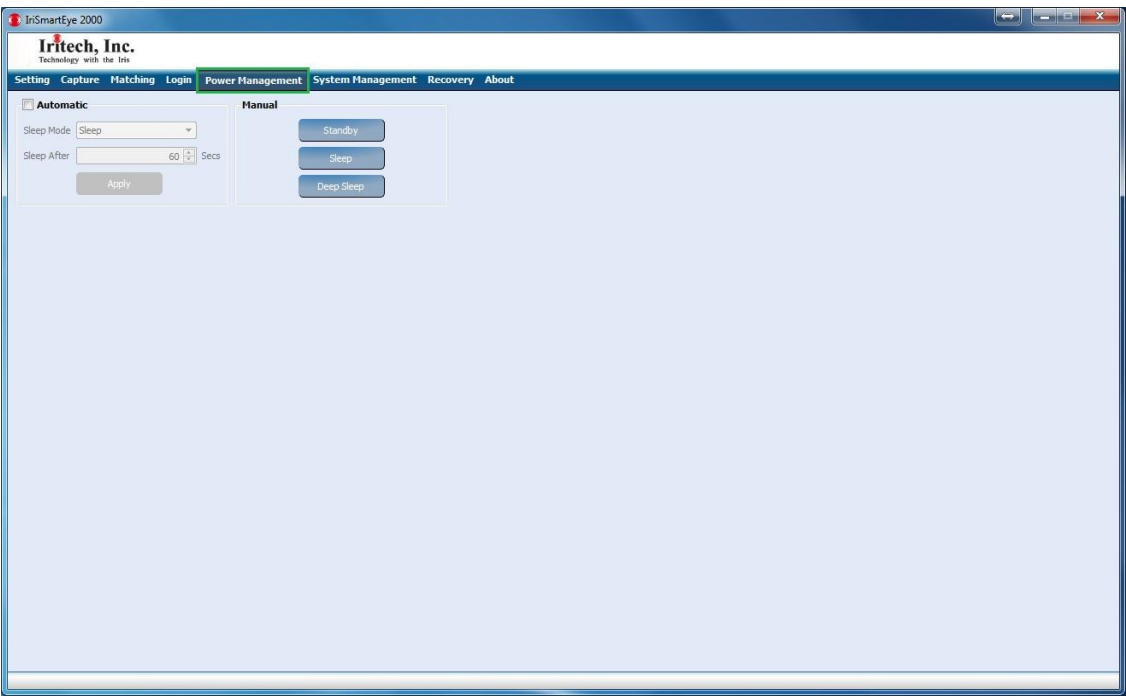 IriSmartEye 2000
Iritech, Inc.
Technology with the Iris
Setting Capture Matching Login Power Management System Management Recovery About
Automatic
Manual
Sleep Mode Sleep
Standby
Sleep After 60 Secs
Sleep
Apply
Deep Sleep